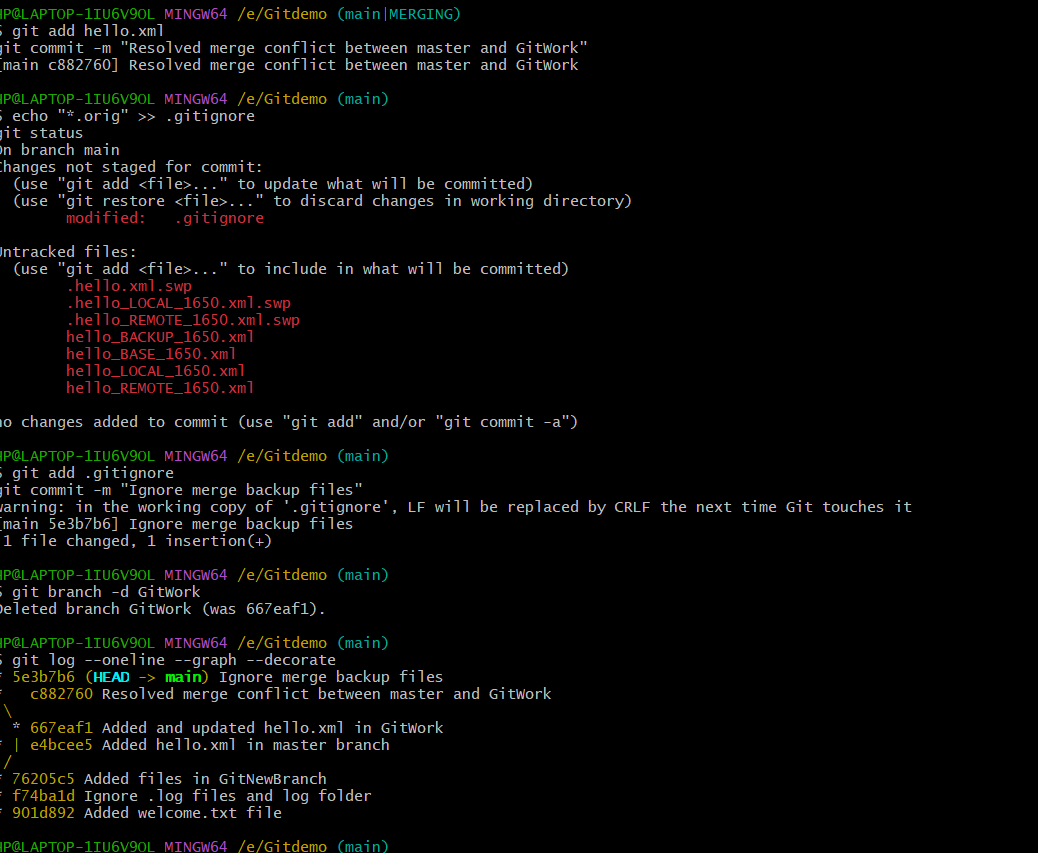 HP@LAPTOP-1IU6V9OL MINGW64 /e/Gitdemo (main|MERGING)
$ git add hello.xml
git commit -m "Resolved merge conflict between master and GitWork"
[main c882760] Resolved merge conflict between master and GitWork
HP@LAPTOP-1IU6V9OL MINGW64 /e/Gitdemo (main)
$ echo "*.orig" >> .gitignore
git status
On branch main
Changes not staged for commit:
(use "git add <file>..." to update what will be committed)
(use "git restore <file>..." to discard changes in working directory)
modified: .gitignore
Untracked files:
(use "git add <file>..." to include in what will be committed)
.hello.xml.swp
.hello_LOCAL_1650.xml.swp
.hello_REMOTE_1650.xml.swp
hello_BACKUP_1650.xml
hello_BASE_1650.xml
hello_LOCAL_1650.xml
hello_REMOTE_1650.xml
no changes added to commit (use "git add" and/or "git commit -a")
HP@LAPTOP-1IU6V9OL MINGW64 /e/Gitdemo (main)
$ git add .gitignore
git commit -m "Ignore merge backup files"
warning: in the working copy of '.gitignore', LF will be replaced by CRLF the next time Git touches it
[main 5e3b7b6] Ignore merge backup files
1 file changed, 1 insertion(+)
HP@LAPTOP-1IU6V9OL MINGW64 /e/Gitdemo (main)
$ git branch -d GitWork
Deleted branch GitWork (was 667eaf1).
HP@LAPTOP-1IU6V9OL MINGW64 /e/Gitdemo (main)
$ git log --oneline --graph --decorate
* 5e3b7b6 (HEAD -> main) Ignore merge backup files
* c882760 Resolved merge conflict between master and GitWork
\
* 667eaf1 Added and updated hello.xml in GitWork
* | e4bcee5 Added hello.xml in master branch
/
* 76205c5 Added files in GitNewBranch
* f74ba1d Ignore .log files and log folder
* 901d892 Added welcome.txt file
HP@LAPTOP-1IU6V9OL MINGW64 /e/Gitdemo (main)